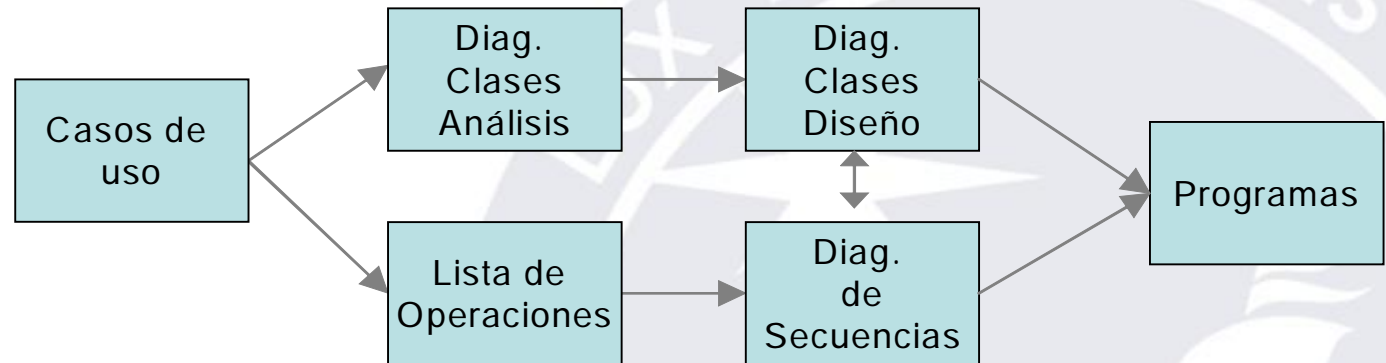 Casos de
uso
Diag.
Clases
Análisis
Lista de
Operaciones
Diag.
Clases
Diseño
Diag.
de
Secuencias
Programas